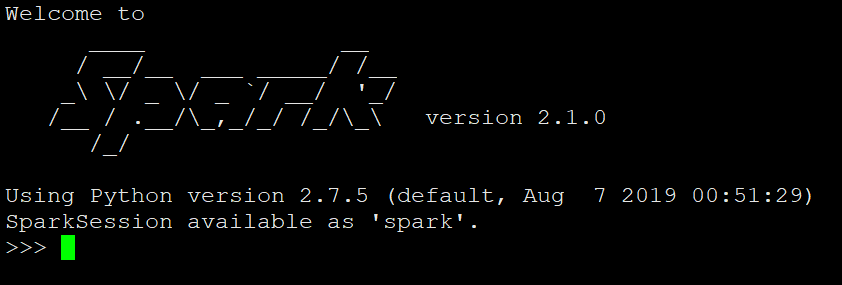 Welcome to
      ____              __
     / __/__  ___ _____/ /__
    _\ \/ _ \/ _ `/ __/  '_/
   /__ / .__/\_,_/_/ /_/\_\   version 2.1.0
      /_/
Using Python version 2.7.5 (default, Aug  7 2019 00:51:29)
SparkSession available as 'spark'.
>>>